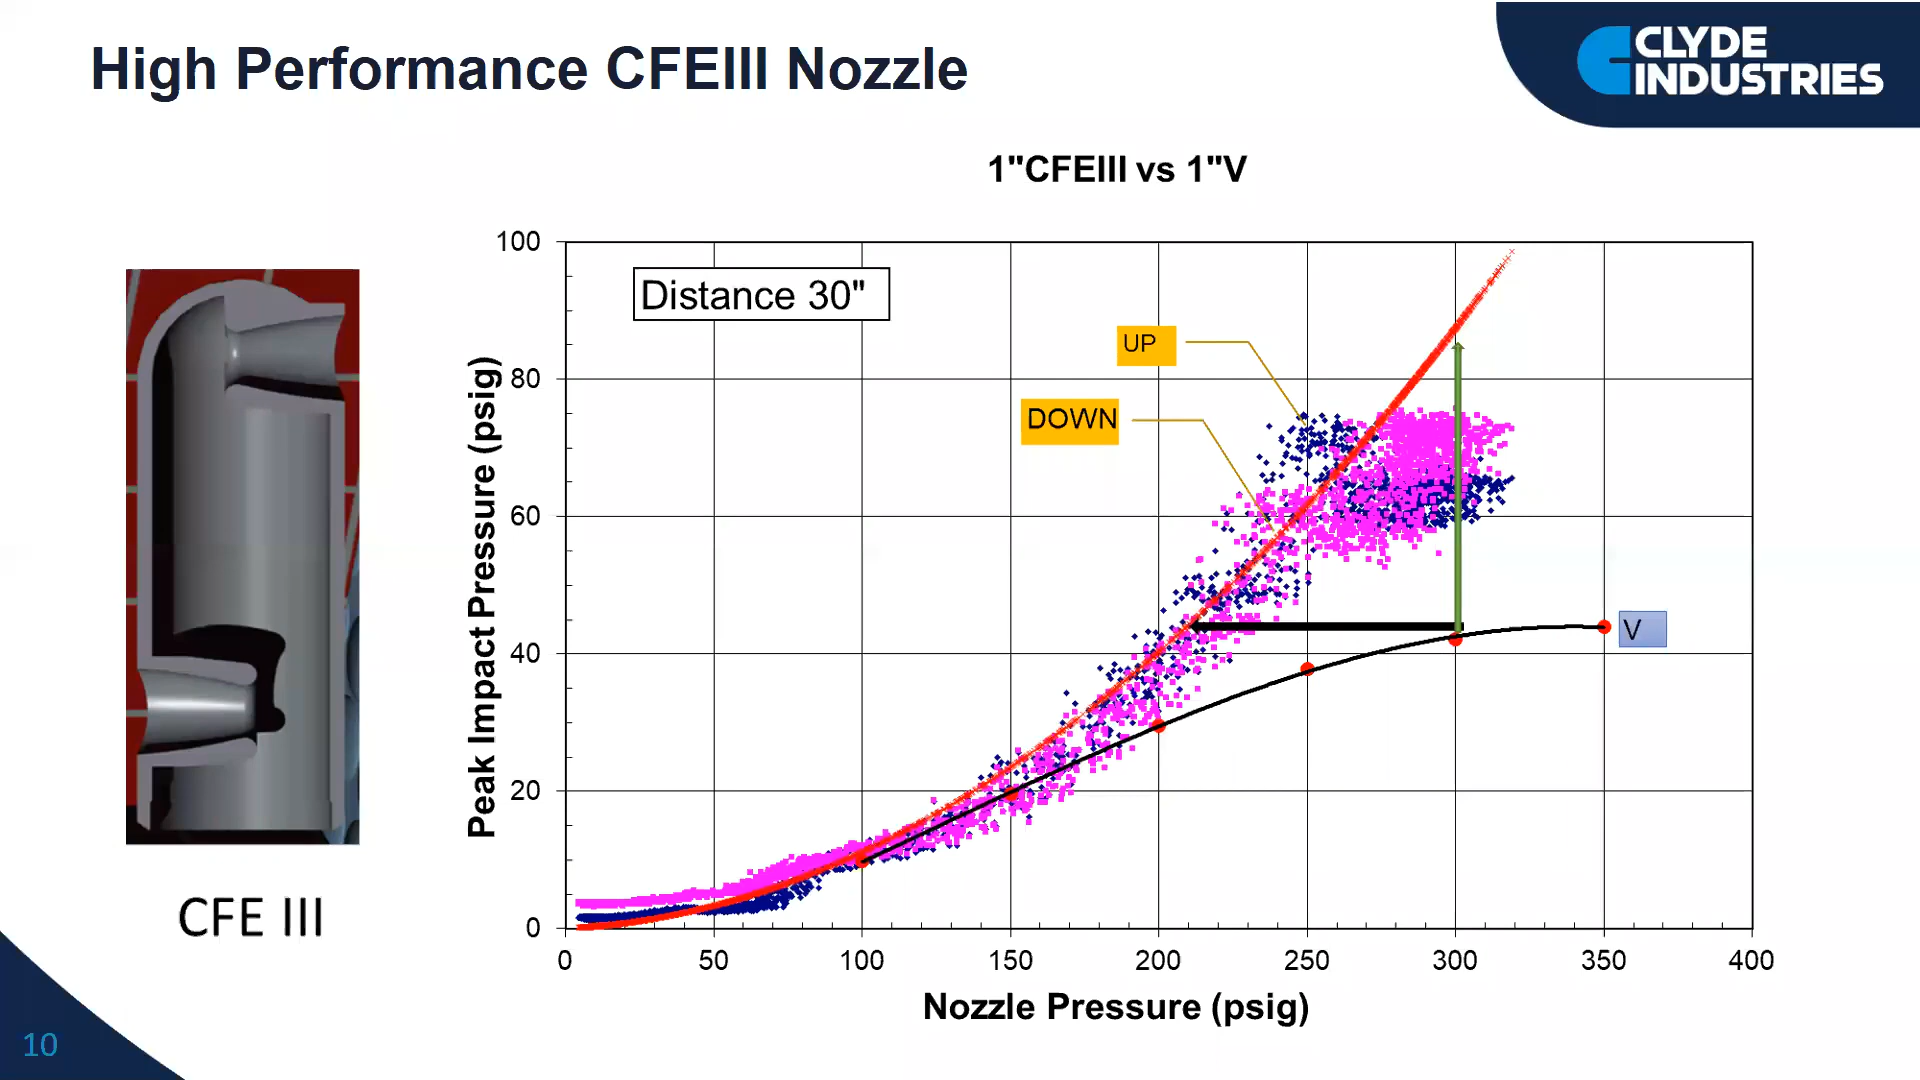 High Performance CFEIII Nozzle
CLYDE
INDUSTRIES
1"CFEIII vs 1"V
Distance 30"
UP
DOWN
V
Peak Impact Pressure (psig)
100
80
60
40
20
0
0 50 100 150 200 250 300 350 400
Nozzle Pressure (psig)
CFE III
10